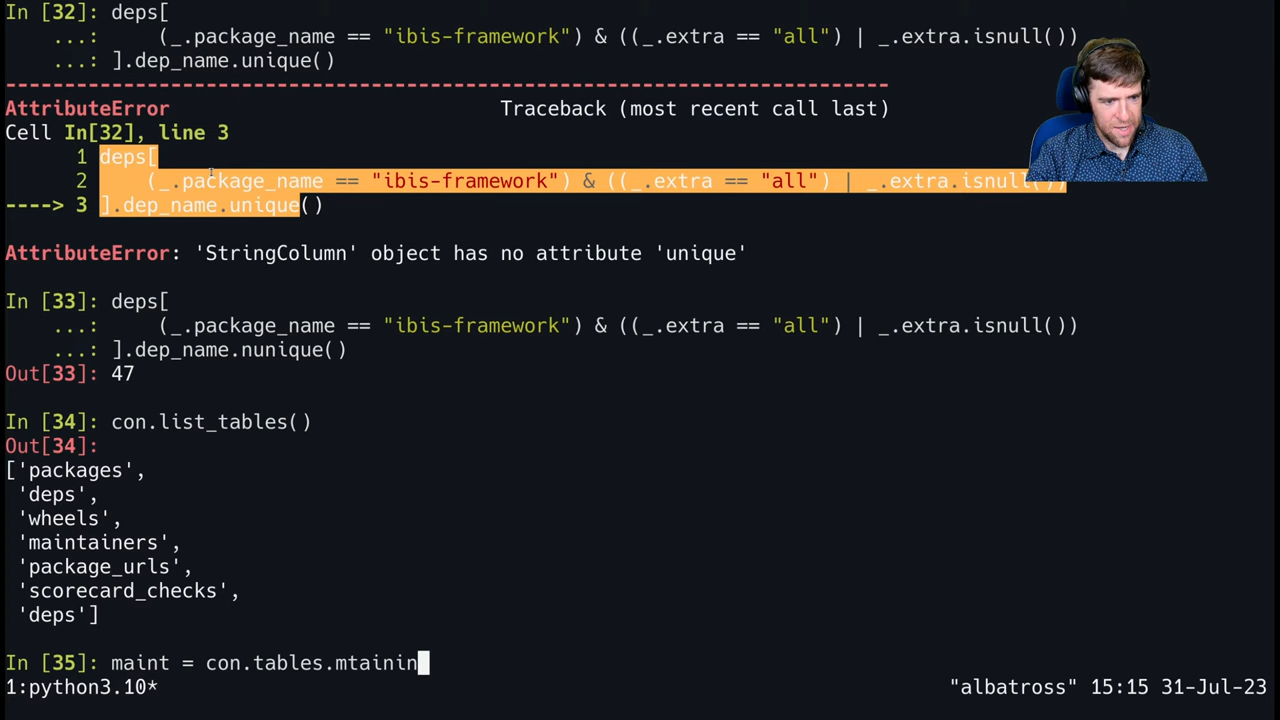 In [32]: deps[
    ...:     (_.package_name == "ibis-framework") & ((_.extra == "all") | _.extra.isnull())
    ...: ].dep_name.unique()
---------------------------------------------------------------------------
AttributeError                            Traceback (most recent call last)
Cell In[32], line 3
      1 deps[
      2     (_.package_name == "ibis-framework") & ((_.extra == "all") | _.extra.isnull())
----> 3 ].dep_name.unique()
AttributeError: 'StringColumn' object has no attribute 'unique'
In [33]: deps[
    ...:     (_.package_name == "ibis-framework") & ((_.extra == "all") | _.extra.isnull())
    ...: ].dep_name.nunique()
Out[33]: 47
In [34]: con.list_tables()
Out[34]:
['packages',
 'deps',
 'wheels',
 'maintainers',
 'package_urls',
 'scorecard_checks',
 'deps']
In [35]: maint = con.tables.mtainin
1:python3.10*
"albatross" 15:15 31-Jul-23